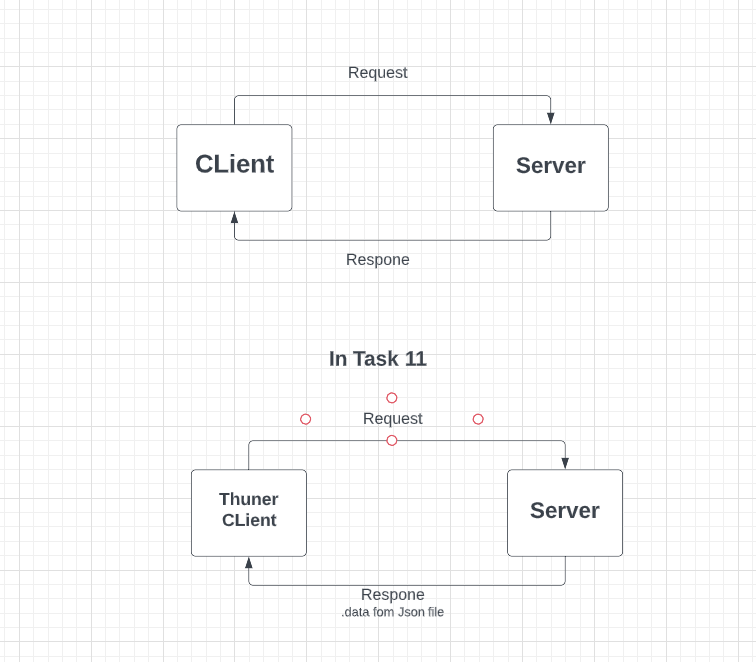 Request
CLient
Server
Respone
In Task 11
Request
Thuner
CLient
Server
Respone
.data fom Json file